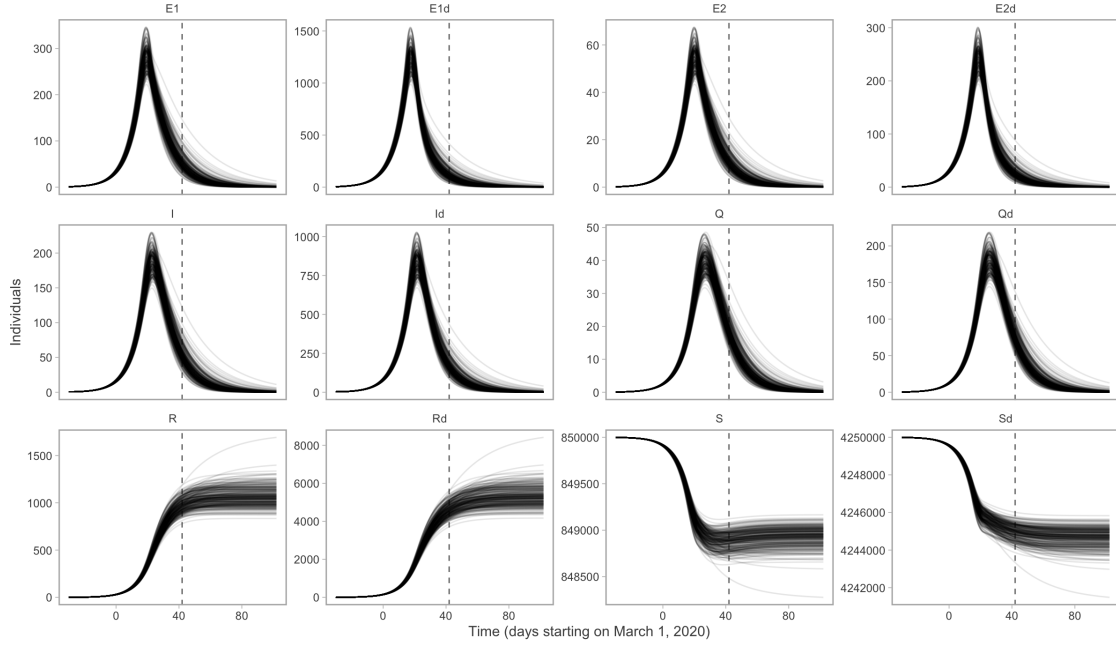 E1 E1d E2 E2d
300 1500 60 300
200 1000 40 200
100 500 20 100
0 0 0 0
I Id Q Qd
200 1000 50 200
150 750 40 150
100 500 30 100
50 250 20 50
0 0 10 0
0
Individuals
R Rd S Sd
1500 8000 850000 4250000
1000 6000 849500 4248000
500 4000 849000 4246000
0 2000 848500 4244000
0 4242000
0 40 80 0 40 80 0 40 80 0 40 80
Time (days starting on March 1, 2020)